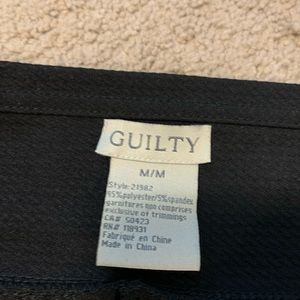 GUILTY
M/M
Style: 21982
95%polyester/5%spandex
garnitures non comprises
exclusive of trimmings
CA# 50423
RN# 118931
Fabriqué en Chine
Made in China